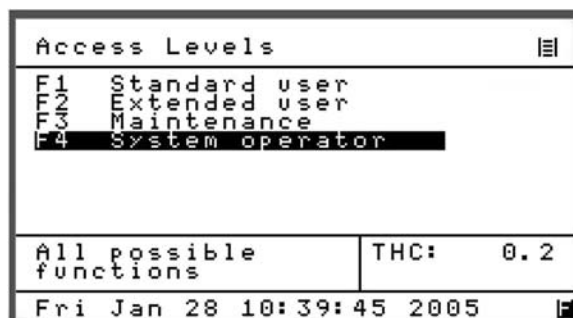 Access Levels
F1 Standard user
F2 Extended user
F3 Maintenance
F4 System operator
All possible
functions
THC: 0.2
Fri Jan 28 10:39:45 2005